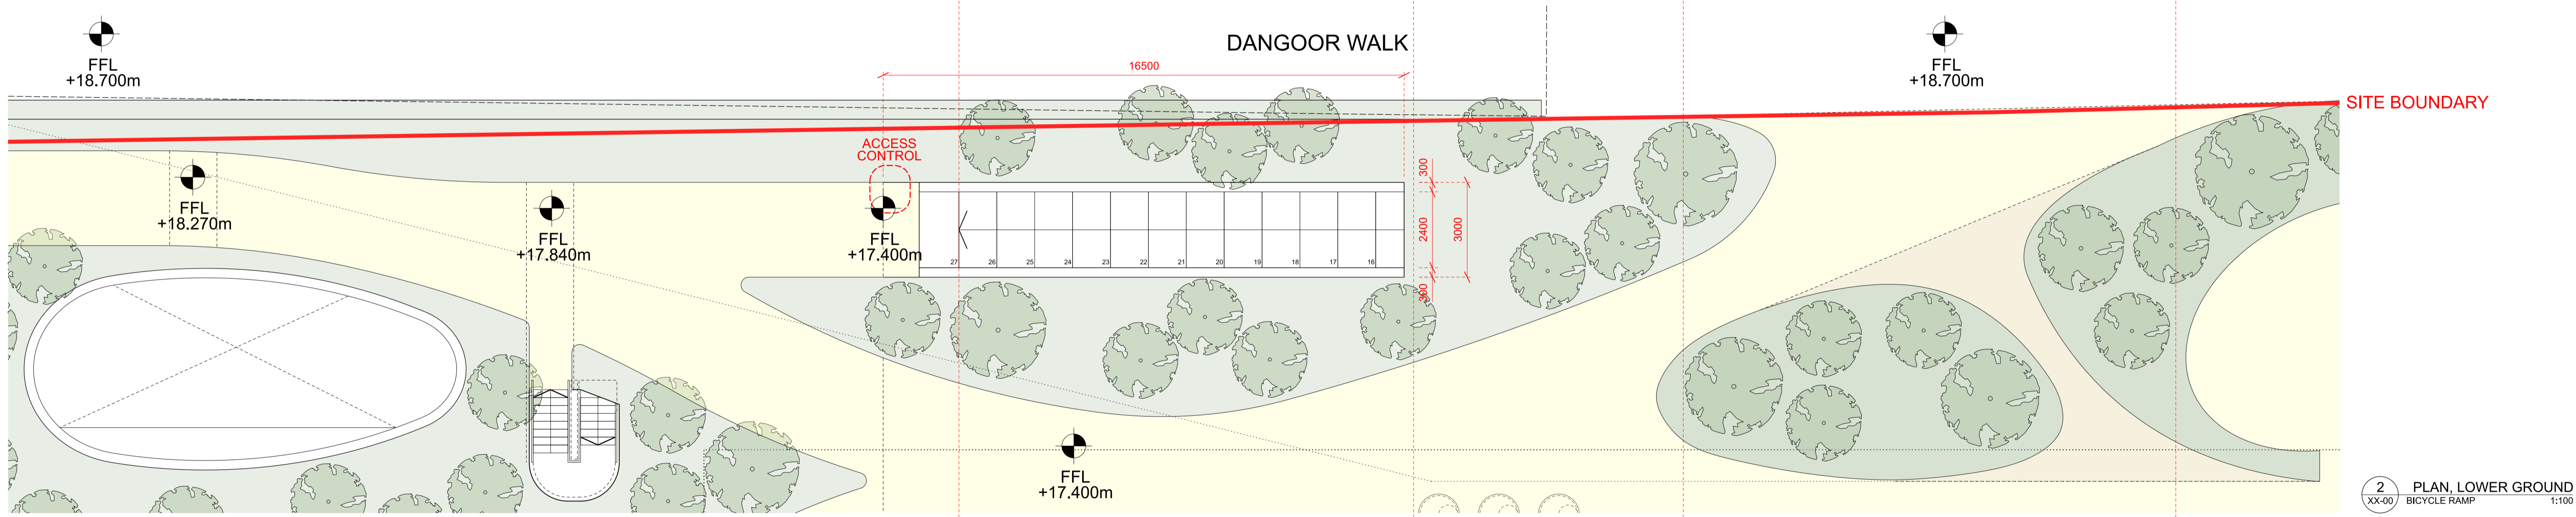 DANGOOR WALK
FFL
+18.700m
FFL
+18.700m
16500
SITE BOUNDARY
ACCESS
CONTROL
300
2400
3000
300
FFL
+18.270m
FFL
+17.840m
FFL
+17.400m
27 26 25 24 23 22 21 20 19 18 17 16
FFL
+17.400m
2
XX-00
PLAN, LOWER GROUND
BICYCLE RAMP 1:100